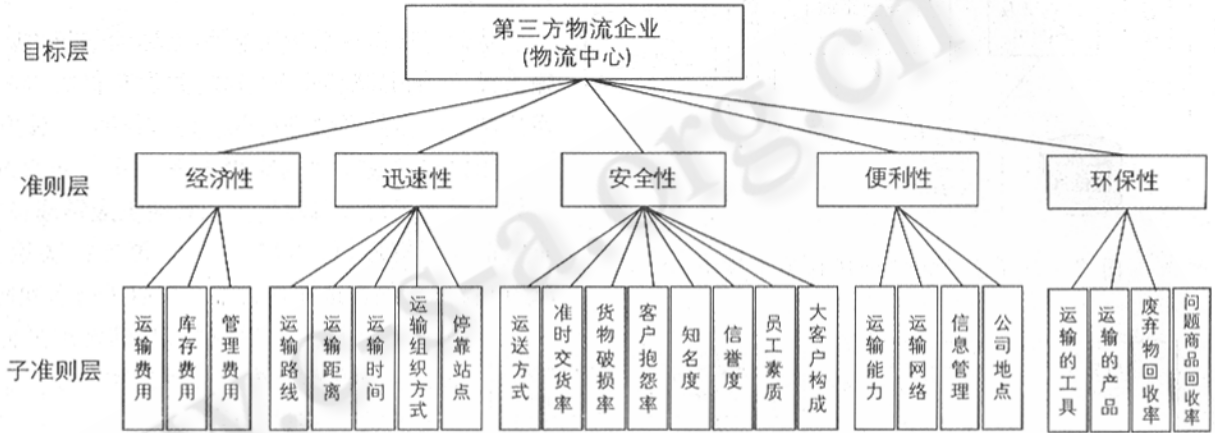 第三方物流企业
(物流中心)
目标层
准则层
经济性
迅速性
安全性
便利性
环保性
子准则层
运输费用
库存费用
管理费用
运输路线
运输距离
运输时间
运输组织方式
停靠站点
运送方式
准时交货率
货物破损率
客户抱怨率
知名度
信誉度
员工素质
大客户构成
运输能力
运输网络
信息管理
公司地点
运输的工具
运输的产品
废弃物回收率
问题商品回收率